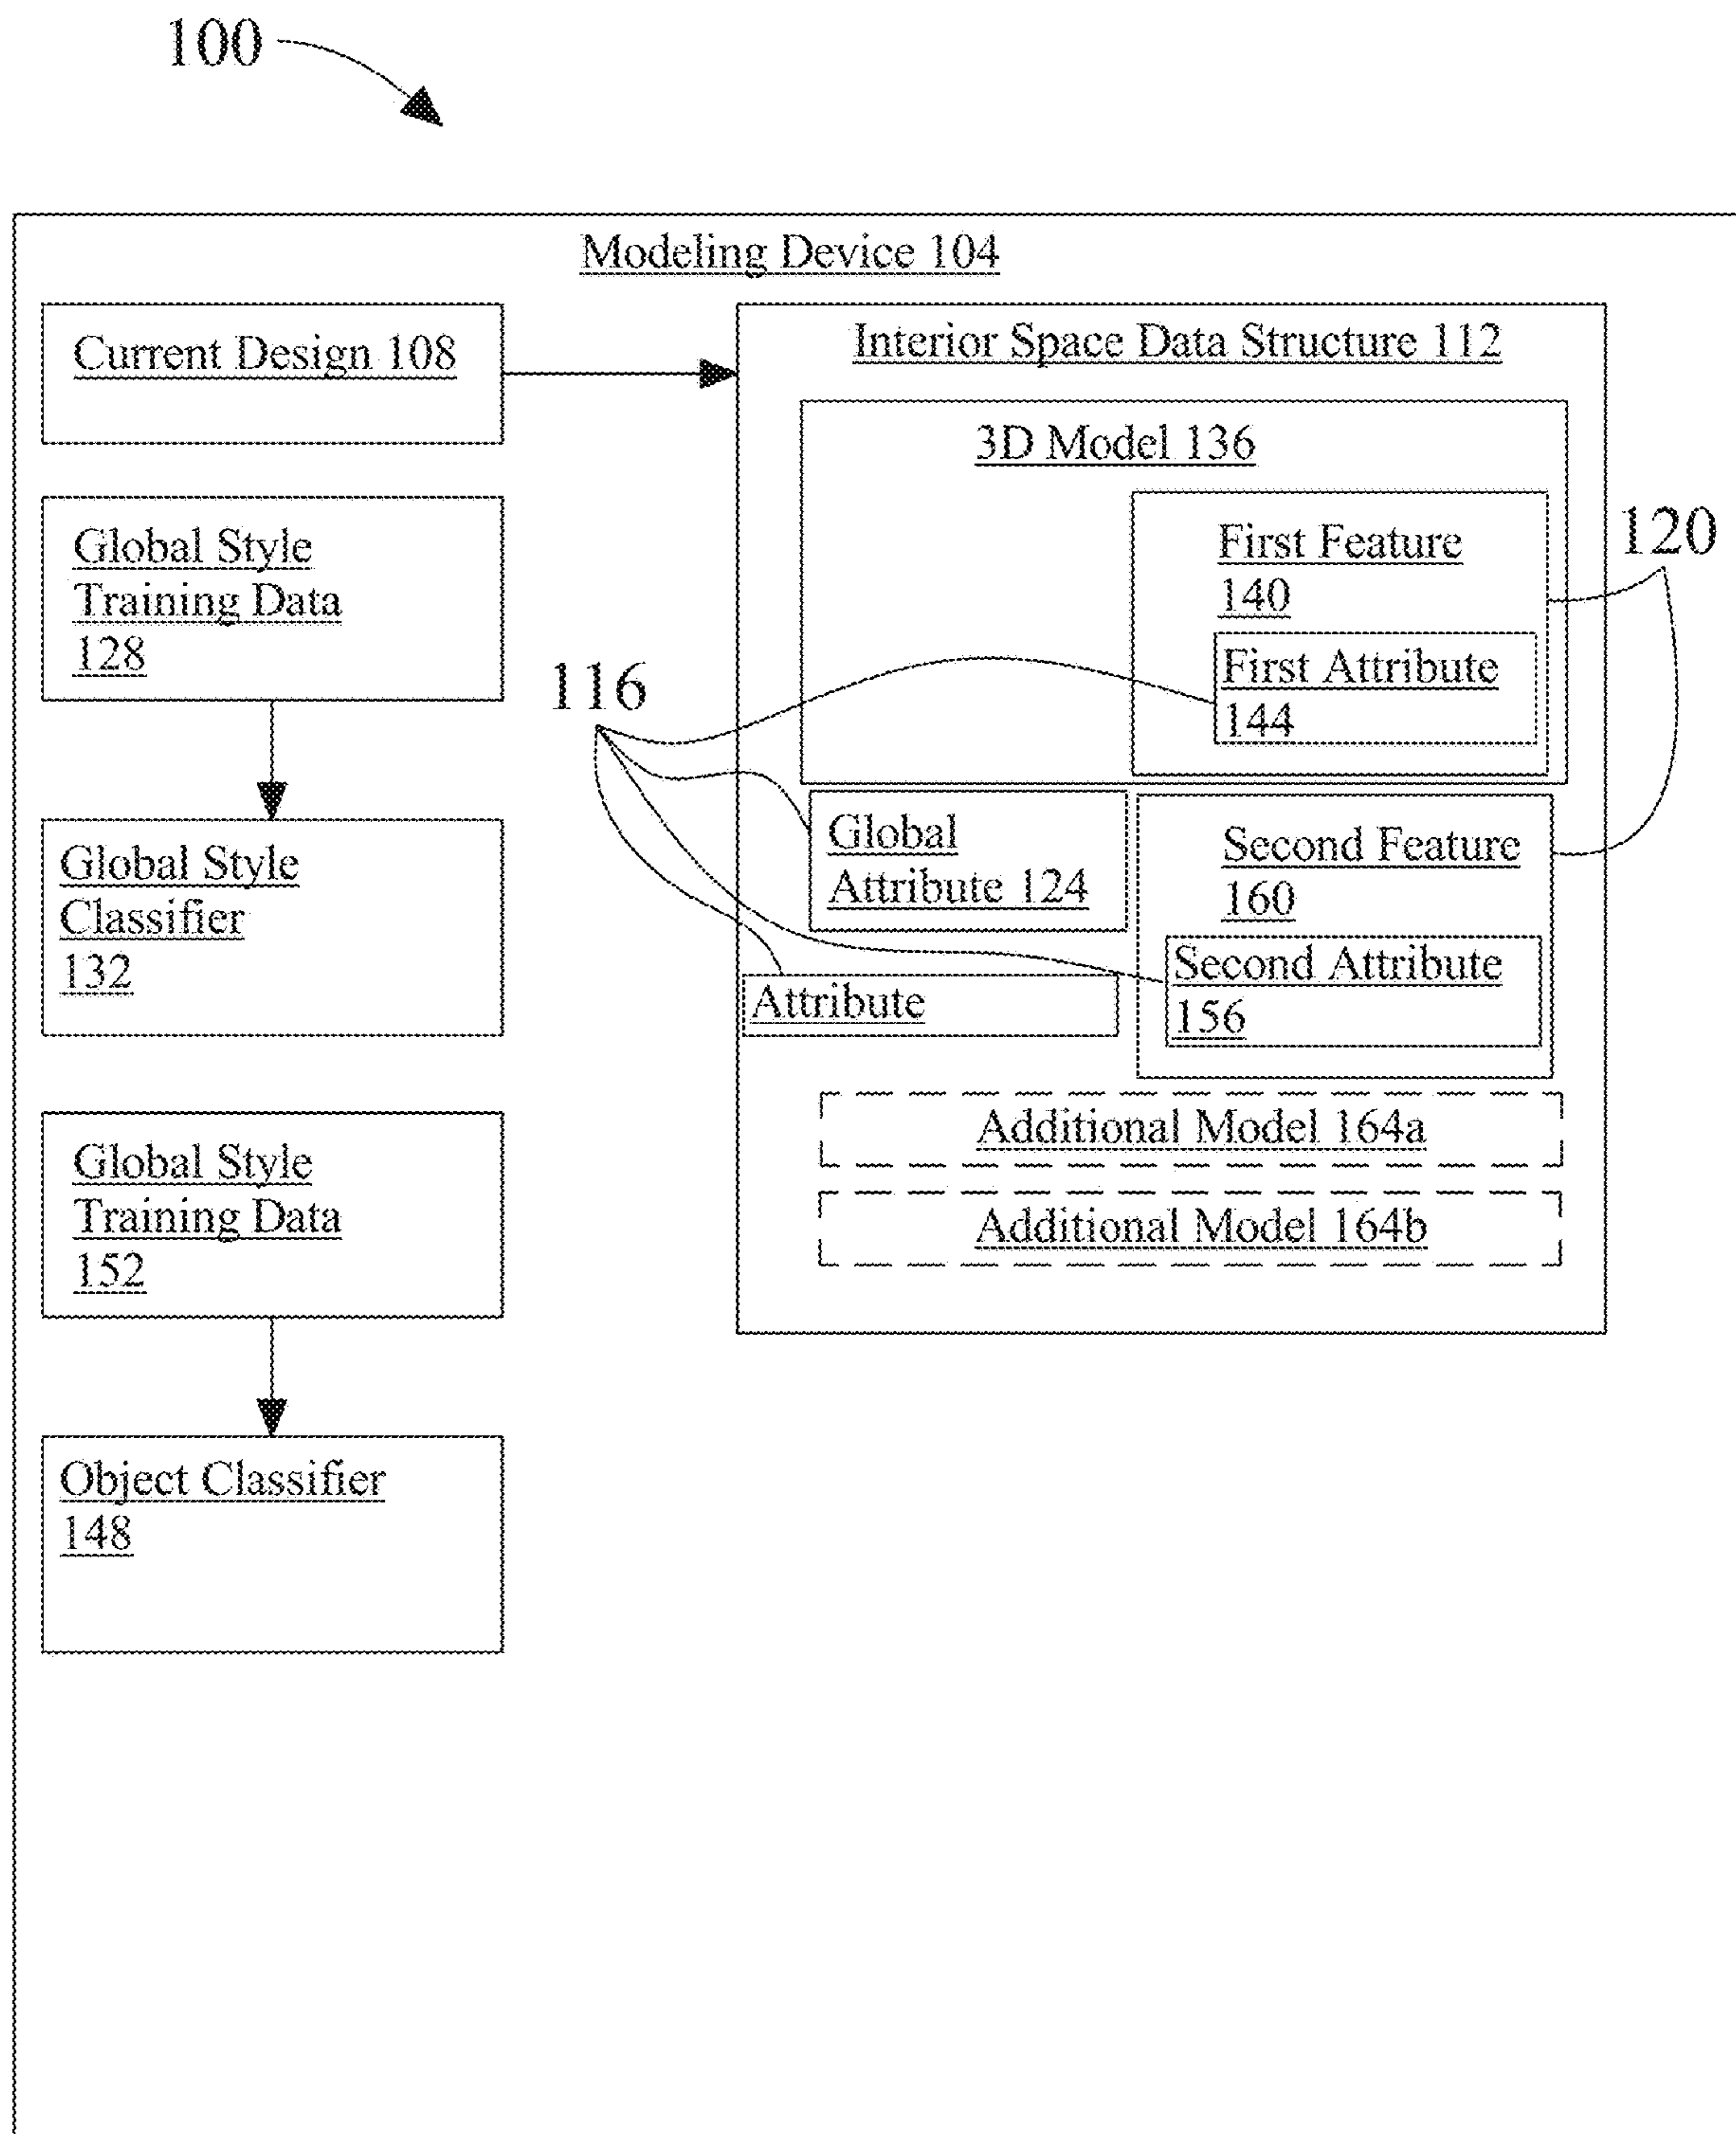 100
Modeling Device 104
Current Design 108
Interior Space Data Structure 112
3D Model 136
Global Style
Training Data
128
First Feature
140
120
First Attribute
144
116
Global Style
Classifier
132
Global
Attribute 124
Second Feature
160
Second Attribute
156
Attribute
Additional Model 164a
Additional Model 164b
Global Style
Training Data
152
Object Classifier
148